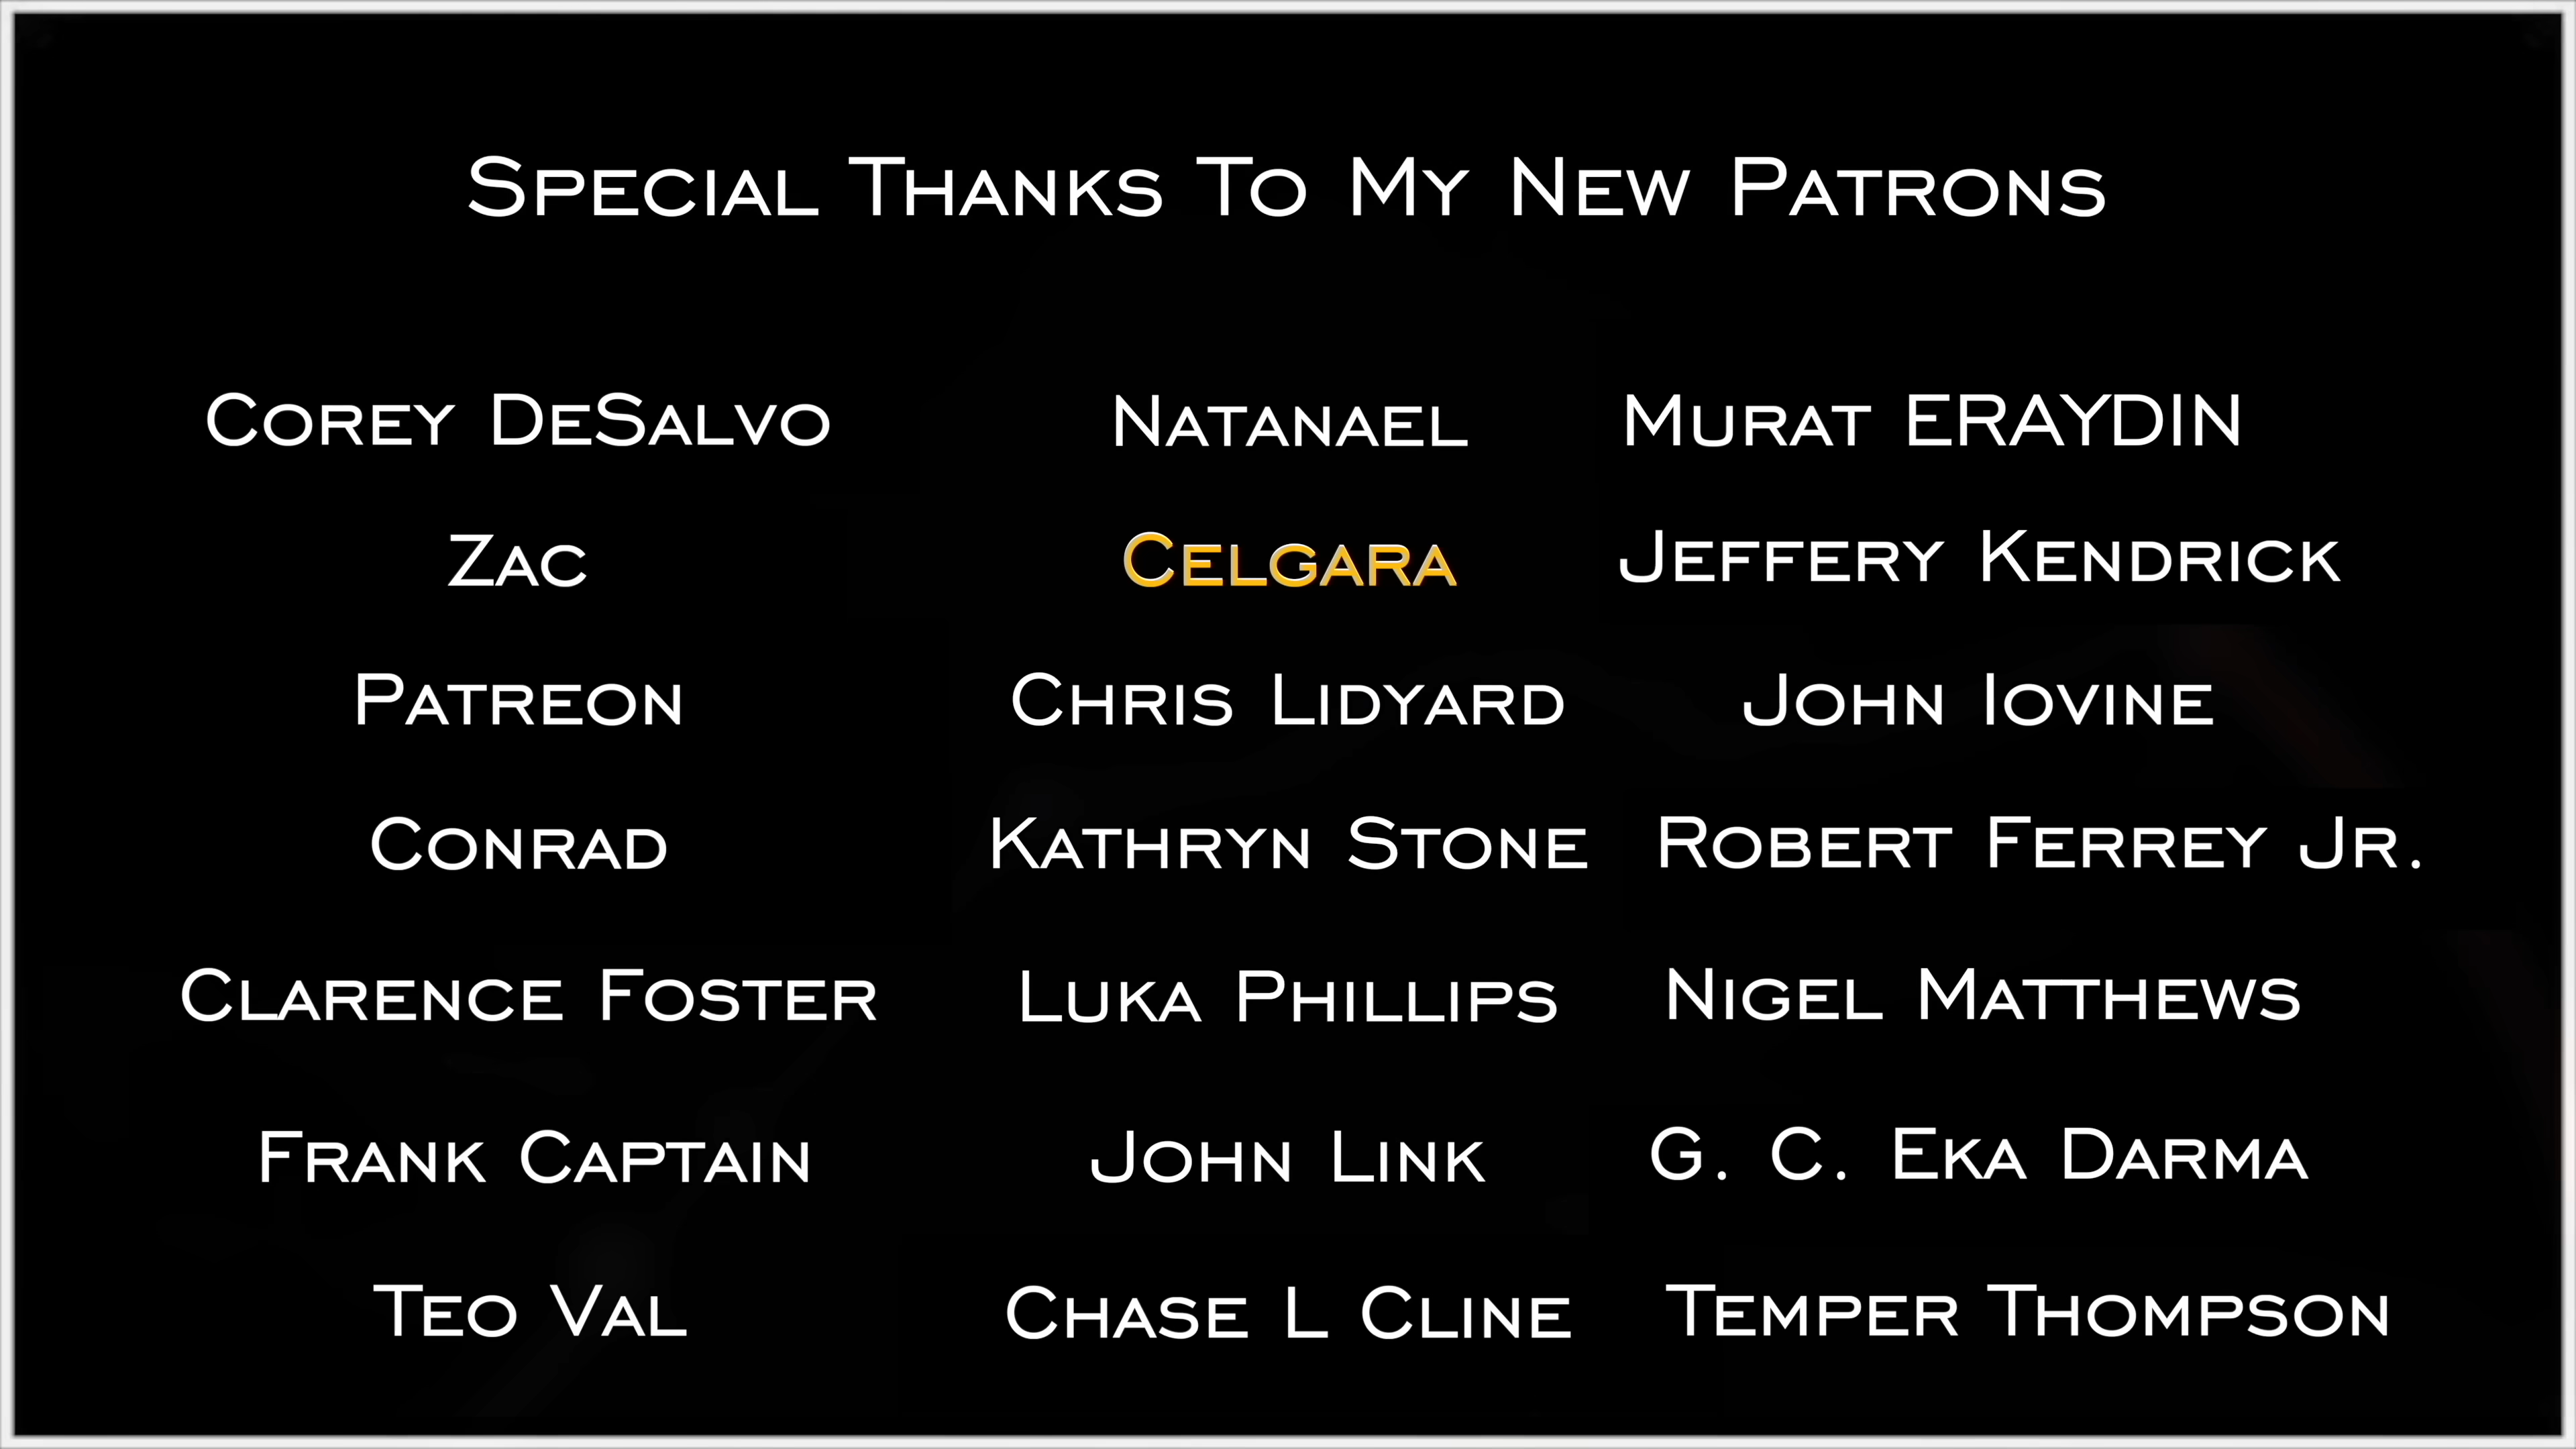 Special Thanks To My New Patrons
Corey DeSalvo Natanael Murat ERAYDIN
Zac Celgara Jeffery Kendrick
Patreon Chris Lidyard John Iovine
Conrad Kathryn Stone Robert Ferrey Jr.
Clarence Foster Luka Phillips Nigel Matthews
Frank Captain John Link G. C. Eka Darma
Teo Val Chase L Cline Temper Thompson